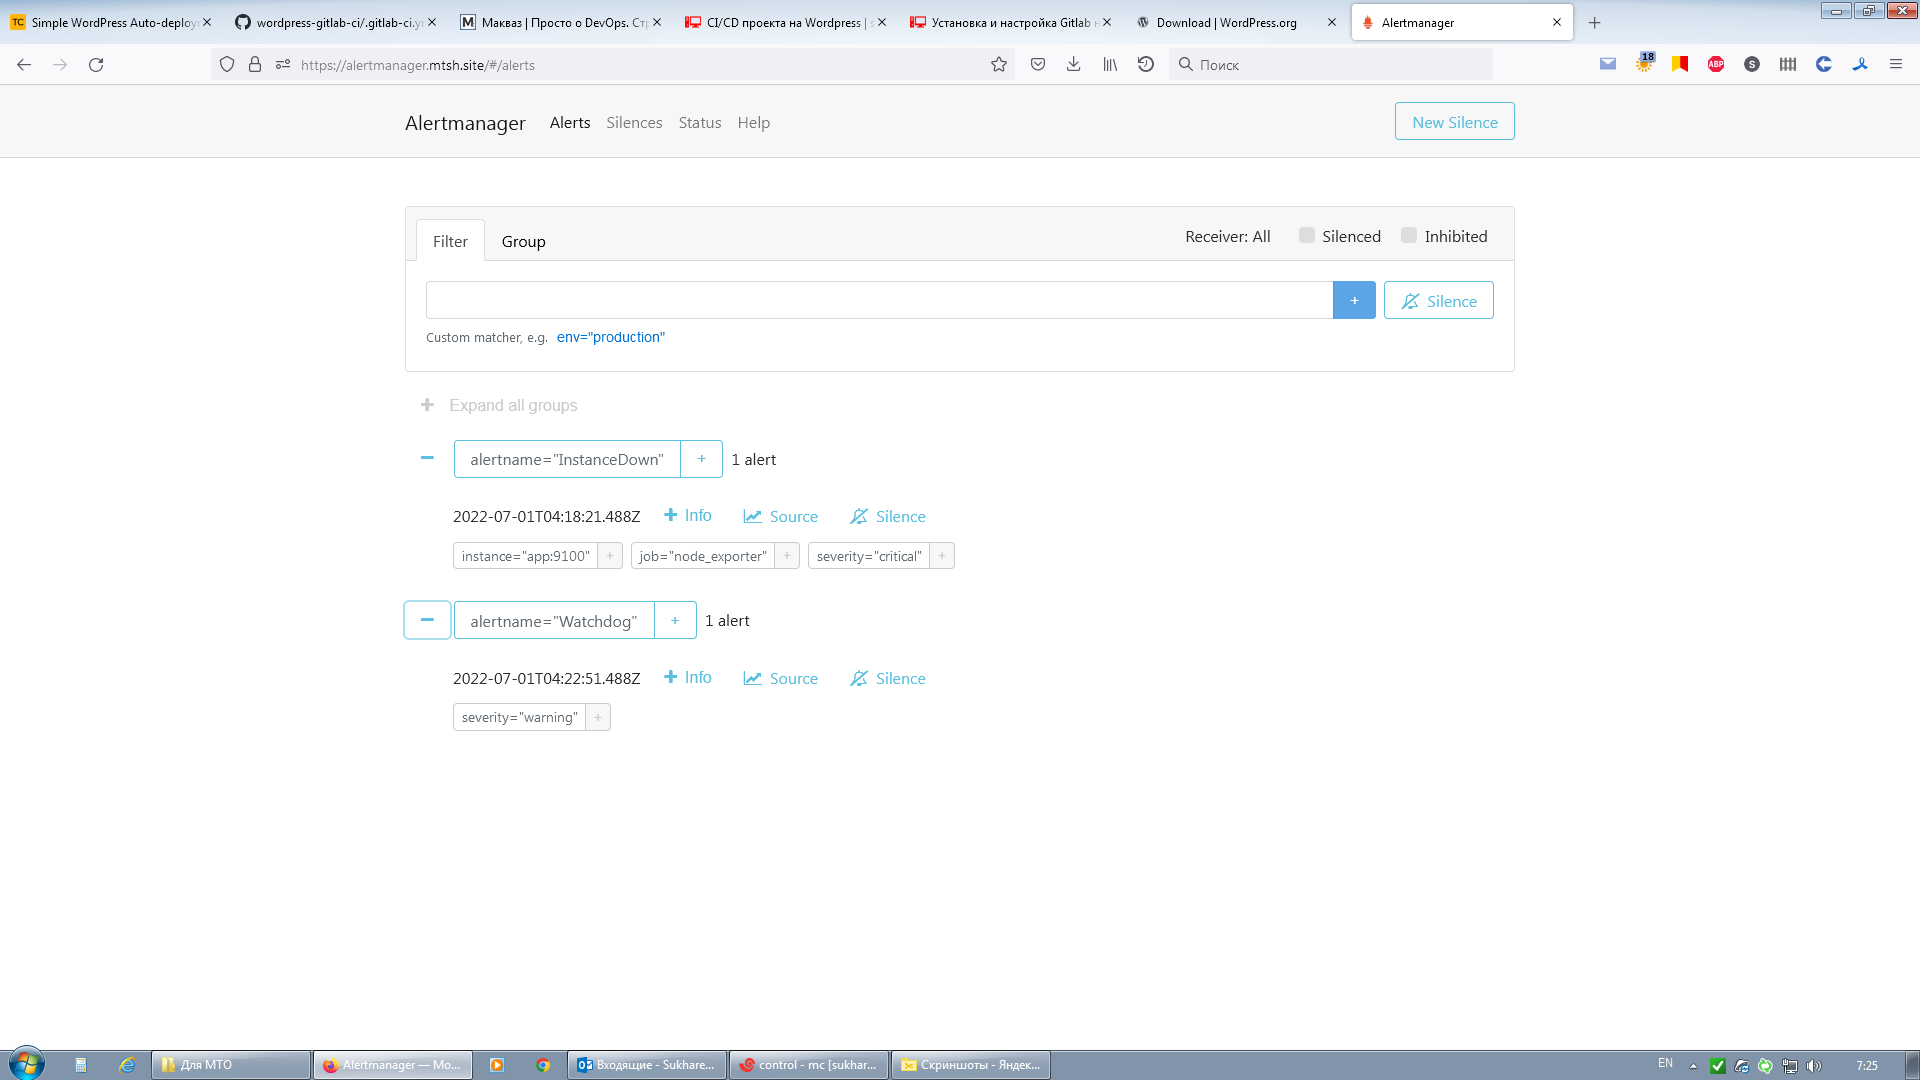 Simple WordPress Auto-deploy
wordpress-gitlab-ci/.gitlab-ci.y
Макваз | Просто о DevOps. Ст
CI/CD проекта на Wordpress |
Установка и настройка Gitlab
Download | WordPress.org
Alertmanager
https://alertmanager.mtsh.site/#/alerts
Поиск
18
ABP
S
Alertmanager
Alerts
Silences
Status
Help
New Silence
Filter
Group
Receiver: All
Silenced
Inhibited
+
Silence
Custom matcher, e.g. env="production"
+ Expand all groups
− alertname="InstanceDown" + 1 alert
2022-07-01T04:18:21.488Z + Info Source Silence
instance="app:9100" + job="node_exporter" + severity="critical" +
− alertname="Watchdog" + 1 alert
2022-07-01T04:22:51.488Z + Info Source Silence
severity="warning" +
Для МТО
Alertmanager — Mo...
Входящие - Sukhare...
control - mc [sukhar...
Скриншоты - Яндек...
EN
7:25